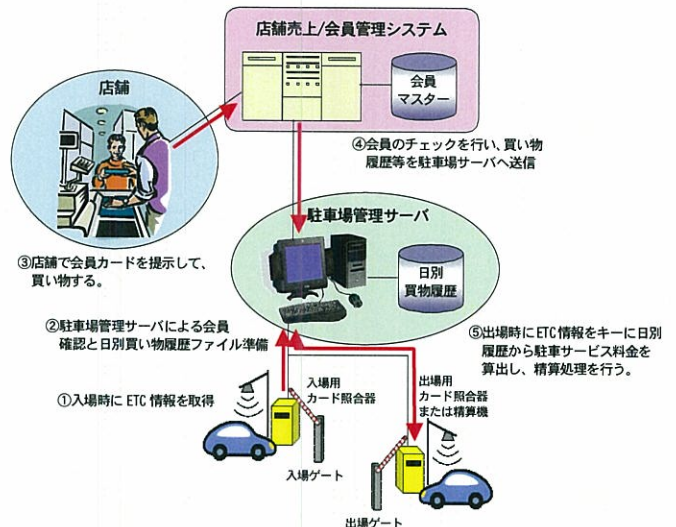 店舗売上/会員管理システム
会員
マスター
店舗
④会員のチェックを行い、買い物
履歴等を駐車場サーバへ送信
駐車場管理サーバ
日別
買物履歴
③店舗で会員カードを提示して、
買い物する。
②駐車場管理サーバによる会員
確認と日別買い物履歴ファイル準備
⑤出場時にETC情報をキーに日別
履歴から駐車サービス料金を
算出し、精算処理を行う。
①入場時に ETC 情報を取得
入場用
カード照合器
出場用
カード照合器
または精算機
入場ゲート
出場ゲート